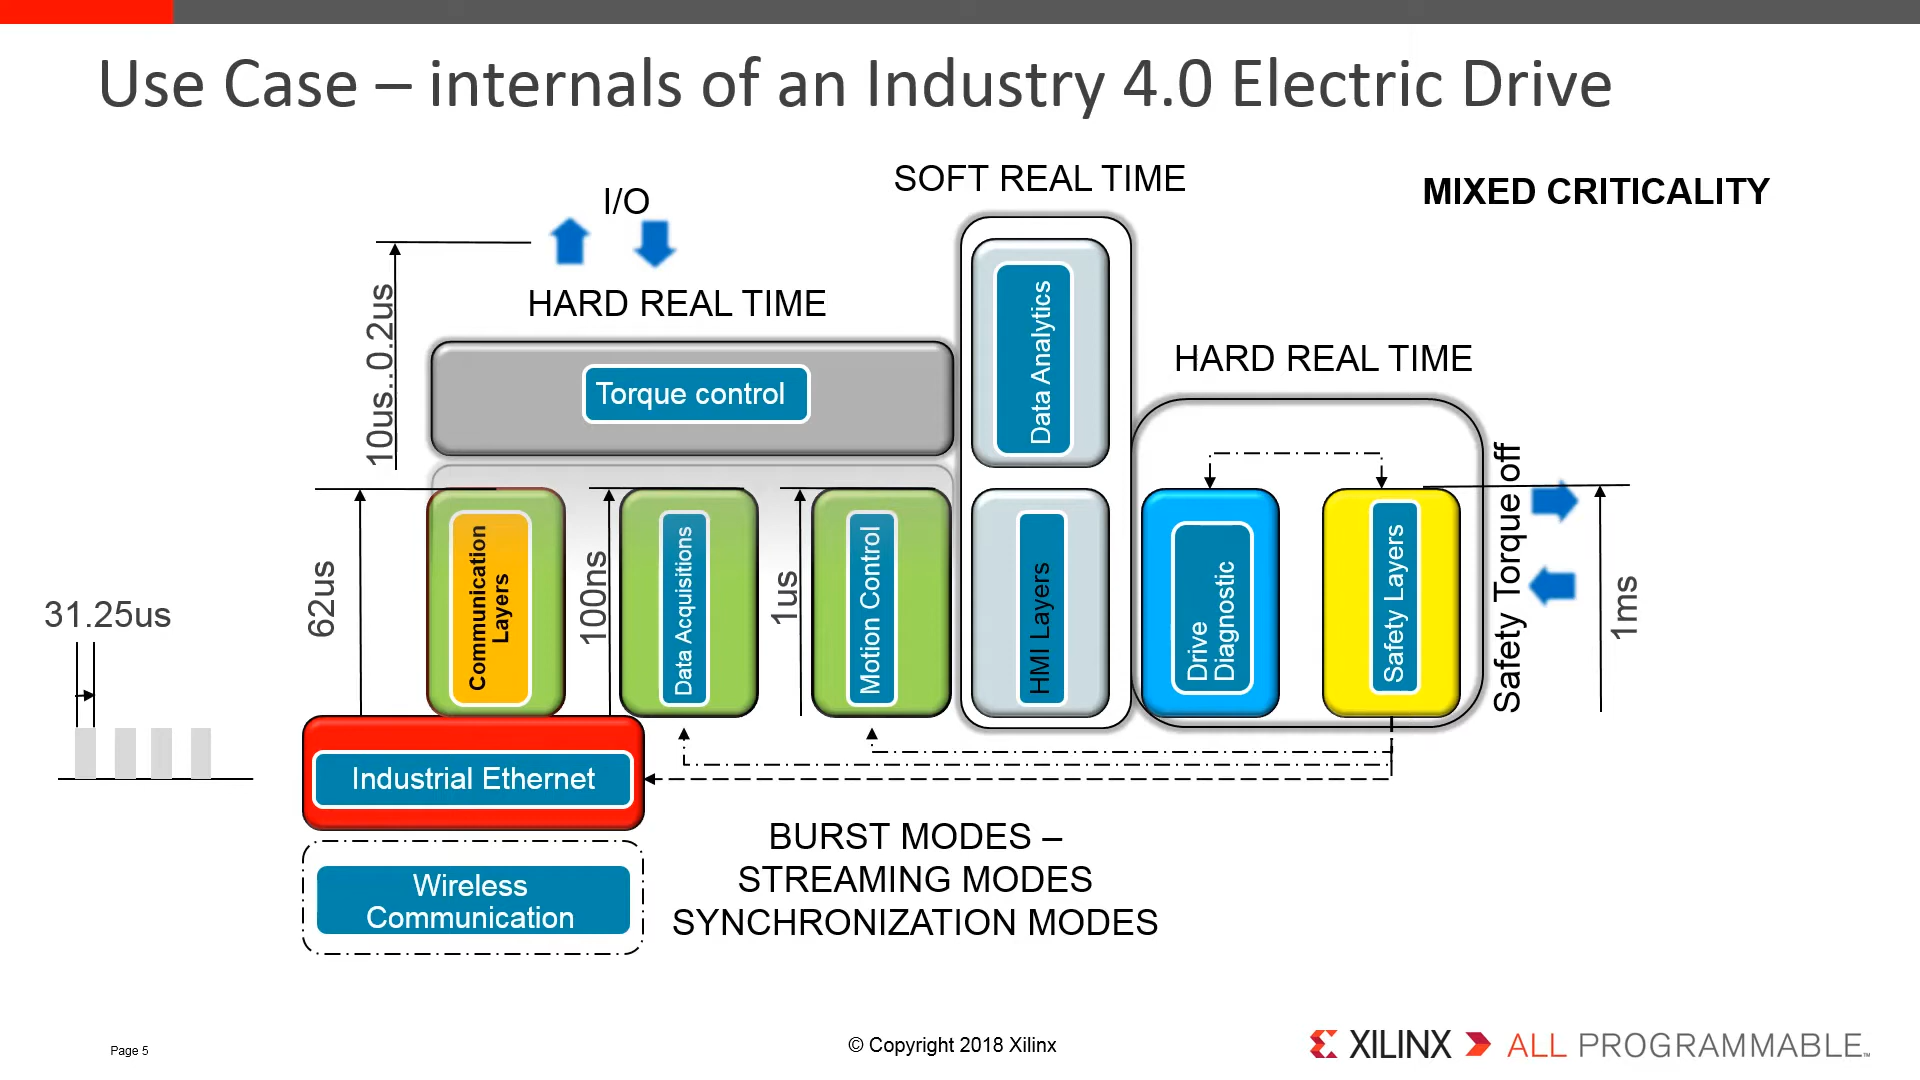 Use Case – internals of an Industry 4.0 Electric Drive
SOFT REAL TIME
MIXED CRITICALITY
I/O
HARD REAL TIME
HARD REAL TIME
10us..0.2us
Torque control
Data Analytics
62us
Communication
Layers
100ns
Data Acquisitions
1us
Motion Control
HMI Layers
Drive
Diagnostic
Safety Layers
Safety Torque off
1ms
31.25us
Industrial Ethernet
Wireless
Communication
BURST MODES –
STREAMING MODES
SYNCHRONIZATION MODES
Page 5
© Copyright 2018 Xilinx
XILINX ALL PROGRAMMABLE™